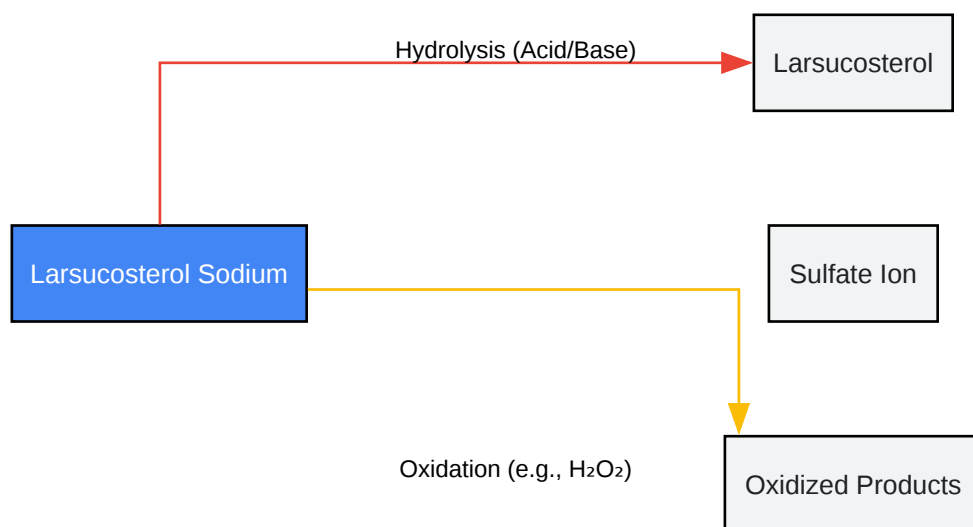 Hydrolysis (Acid/Base)
Larsucosterol
Larsucosterol Sodium
Sulfate Ion
Oxidation (e.g., H₂O₂)
Oxidized Products